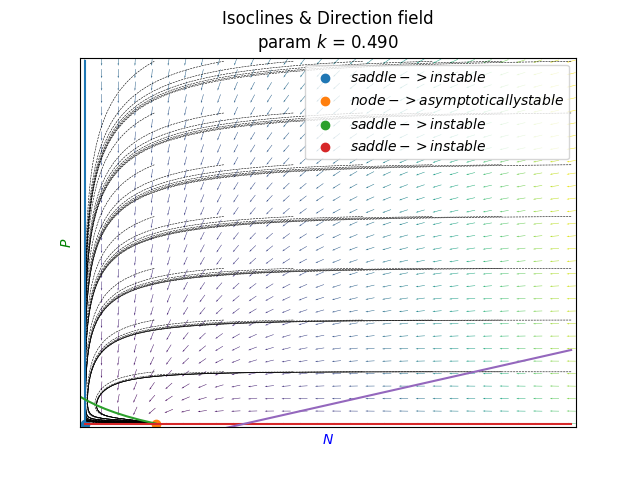 Isoclines & Direction field
param k = 0.490
saddle − > instable
node − > asymptoticallystable
saddle − > instable
saddle − > instable
P
N